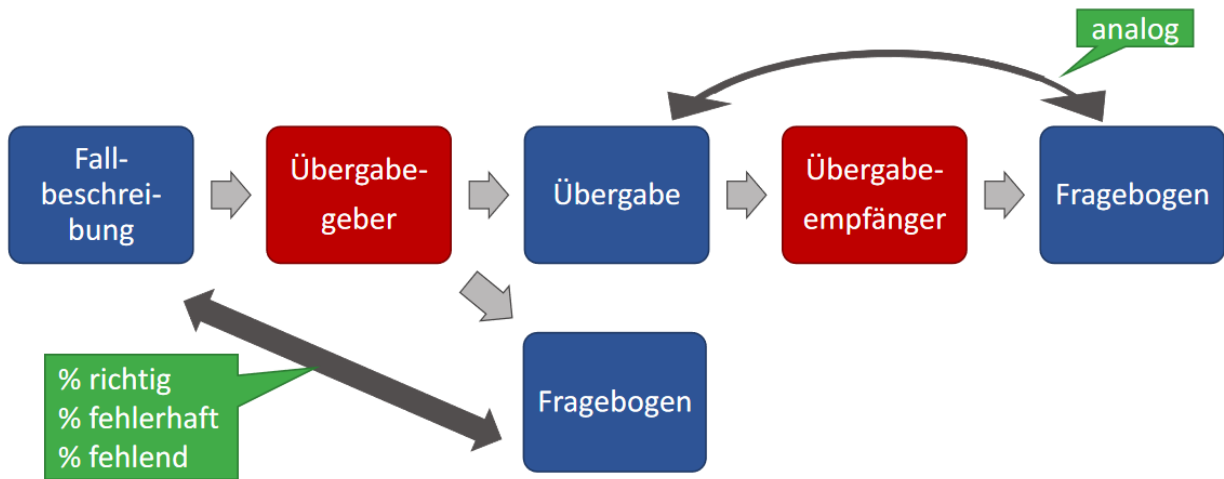 analog
Fall-
beschrei-
bung
Übergabe-
geber
Übergabe
Übergabe-
empfänger
Fragebogen
% richtig
% fehlerhaft
% fehlend
Fragebogen